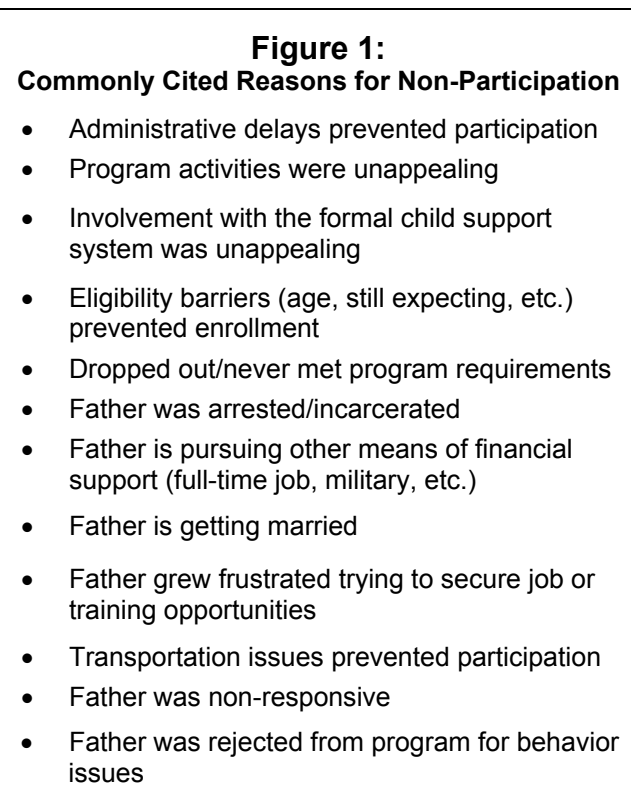 Figure 1:
Commonly Cited Reasons for Non-Participation
• Administrative delays prevented participation
• Program activities were unappealing
• Involvement with the formal child support
system was unappealing
• Eligibility barriers (age, still expecting, etc.)
prevented enrollment
• Dropped out/never met program requirements
• Father was arrested/incarcerated
• Father is pursuing other means of financial
support (full-time job, military, etc.)
• Father is getting married
• Father grew frustrated trying to secure job or
training opportunities
• Transportation issues prevented participation
• Father was non-responsive
• Father was rejected from program for behavior
issues